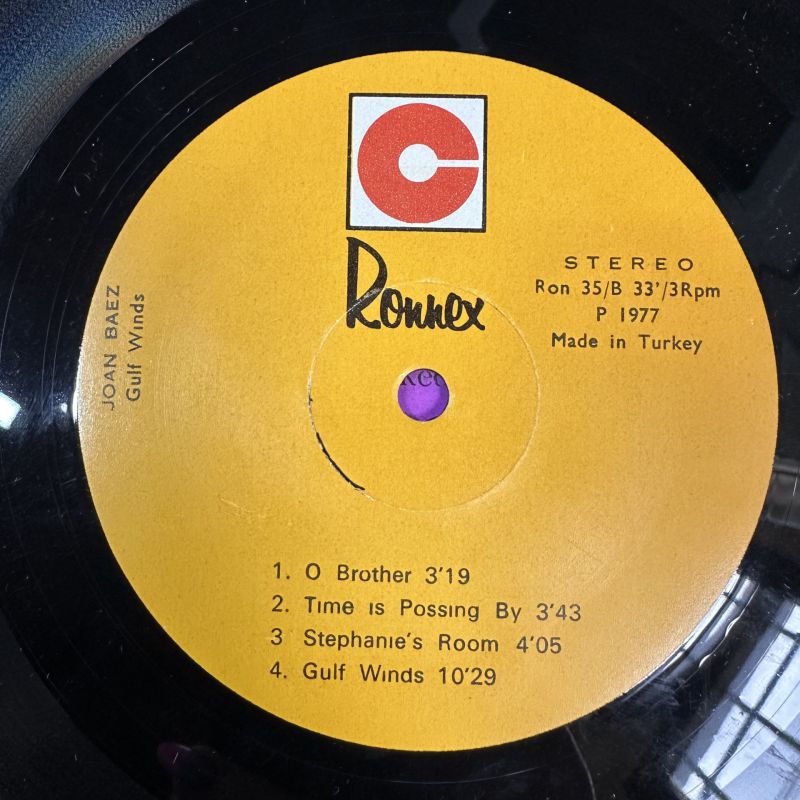 Ronnex
STEREO
Ron 35/B 33'/3Rpm
P 1977
Made in Turkey
JOAN BAEZ
Gulf Winds
1. O Brother 3'19
2. Time is Possing By 3'43
3 Stephanie's Room 4'05
4. Gulf Winds 10'29